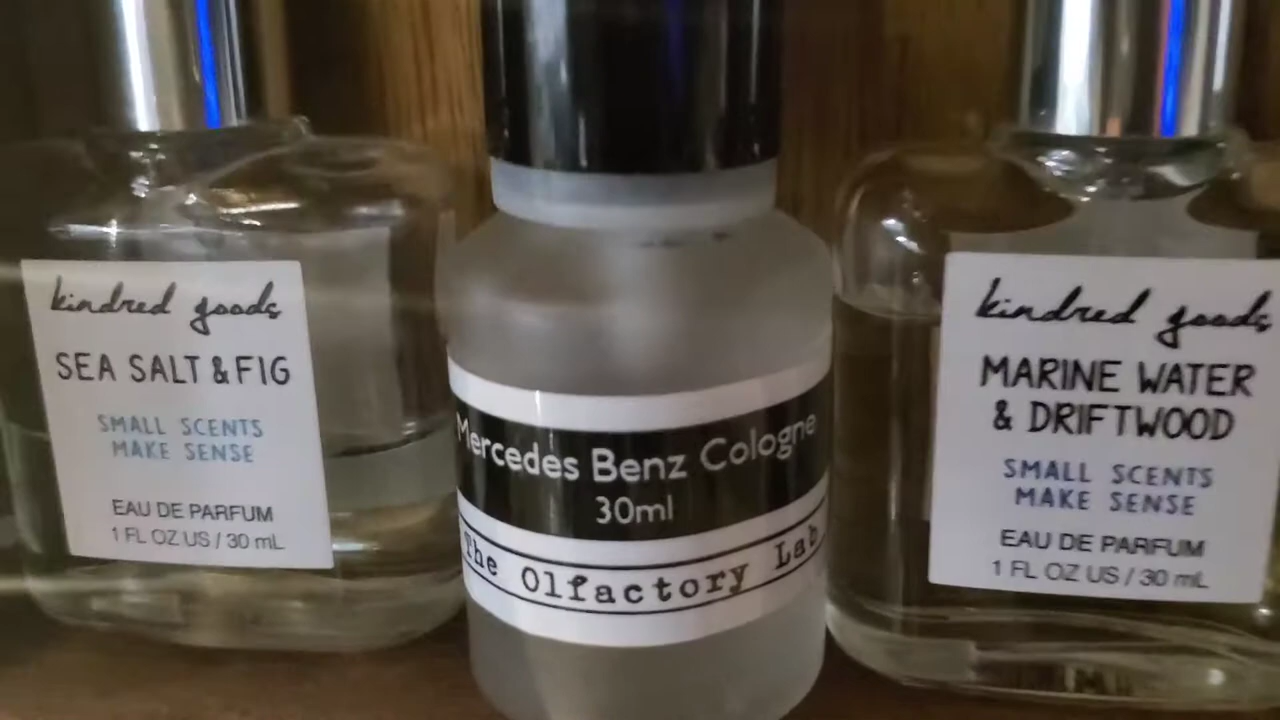 kindred goods
SEA SALT & FIG
SMALL SCENTS
MAKE SENSE
EAU DE PARFUM
1 FL OZ US / 30 mL
Mercedes Benz Cologne
30ml
The Olfactory Lab
kindred goods
MARINE WATER
& DRIFTWOOD
SMALL SCENTS
MAKE SENSE
EAU DE PARFUM
1 FL OZ US / 30 mL